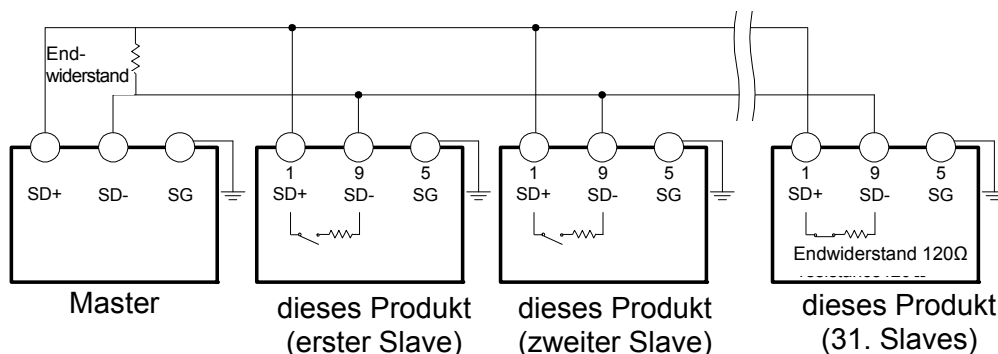 End-
widerstand
1 9 5
1 9 5
1 9 5
SD+ SD- SG
SD+ SD- SG
SD+ SD- SG
SD+ SD- SG
Endwiderstand 120Ω
Master
dieses Produkt
(erster Slave)
dieses Produkt
(zweiter Slave)
dieses Produkt
(31. Slaves)